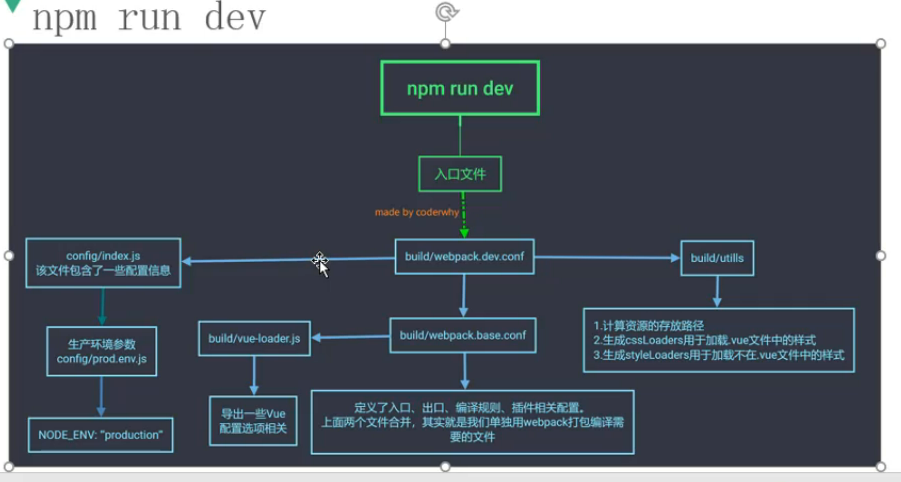 npm run dev
npm run dev
入口文件
made by coderwhy
config/index.js
该文件包含了一些配置信息
build/webpack.dev.conf
build/utills
生产环境参数
config/prod.env.js
build/vue-loader.js
build/webpack.base.conf
1.计算资源的存放路径
2.生成cssLoaders用于加载.vue文件中的样式
3.生成styleLoaders用于加载不在.vue文件中的样式
NODE_ENV: “production”
导出一些Vue
配置选项相关
定义了入口、出口、编译规则、插件相关配置。
上面两个文件合并，其实就是我们单独用webpack打包编译需
要的文件